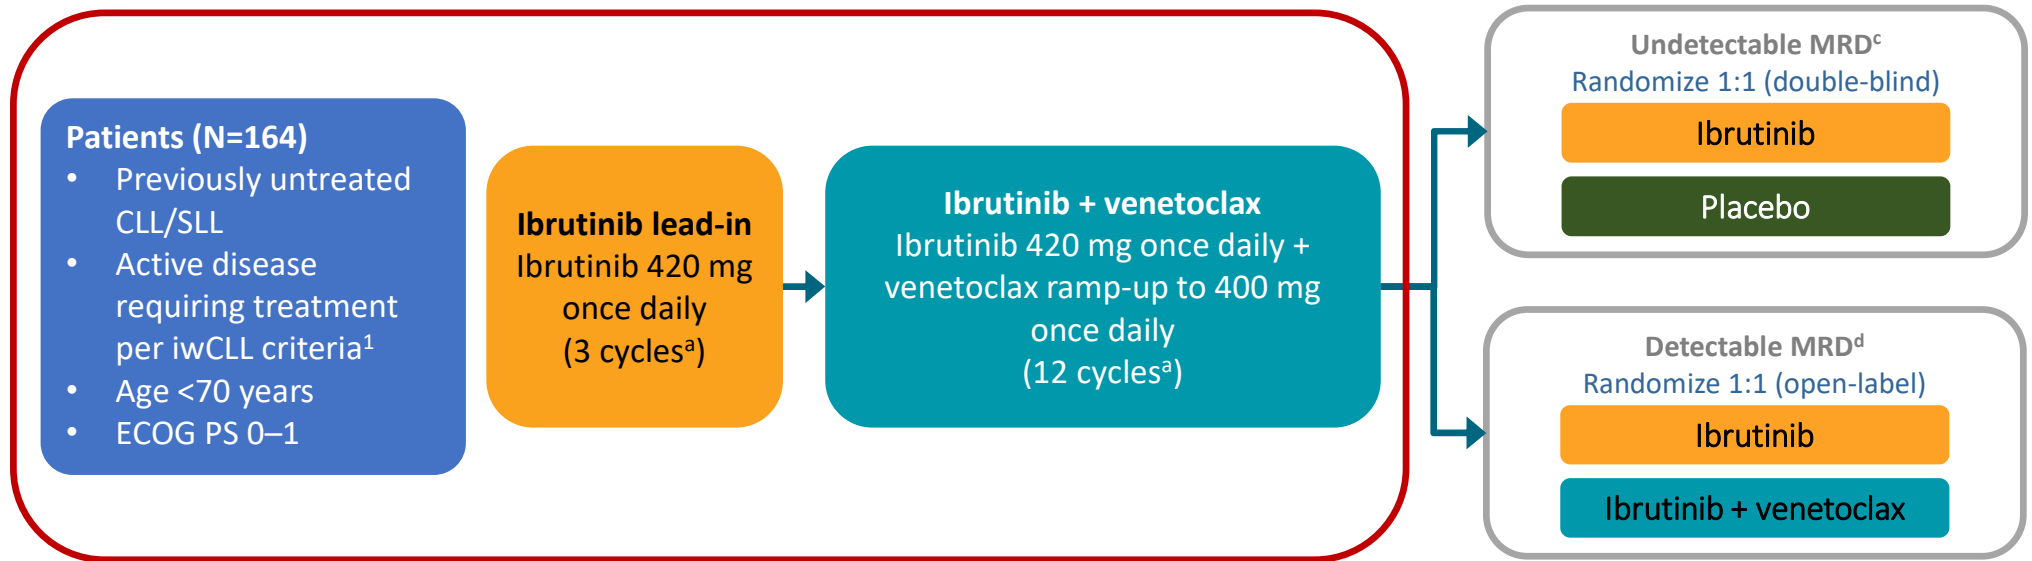 Patients (N=164)
• Previously untreated
CLL/SLL
• Active disease
requiring treatment
per iwCLL criteria¹
• Age <70 years
• ECOG PS 0–1
Ibrutinib lead-in
Ibrutinib 420 mg
once daily
(3 cyclesᵃ)
Ibrutinib + venetoclax
Ibrutinib 420 mg once daily +
venetoclax ramp-up to 400 mg
once daily
(12 cyclesᵃ)
Undetectable MRDᶜ
Randomize 1:1 (double-blind)
Ibrutinib
Placebo
Detectable MRDᵈ
Randomize 1:1 (open-label)
Ibrutinib
Ibrutinib + venetoclax